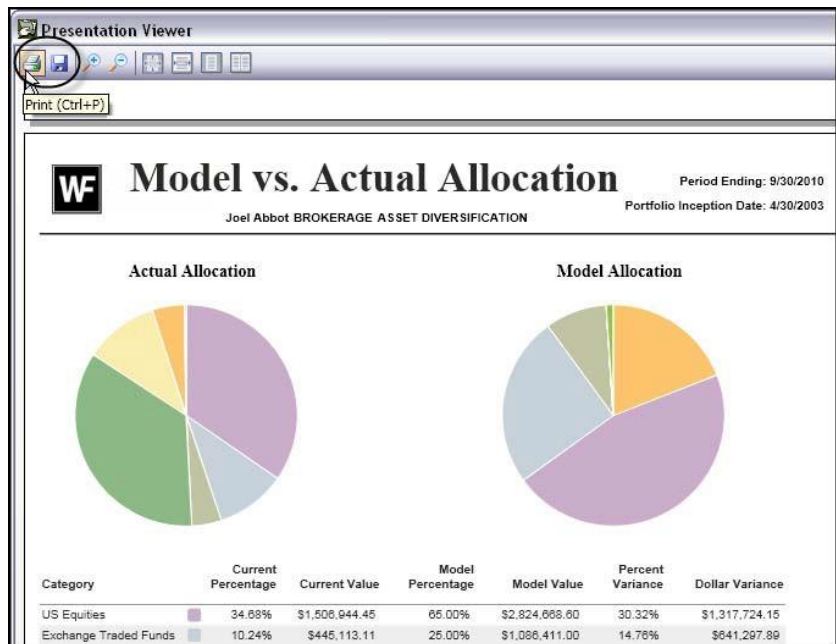 Presentation Viewer
Print (Ctrl+P)
WF
Model vs. Actual Allocation
Period Ending: 9/30/2010
Joel Abbot BROKERAGE ASSET DIVERSIFICATION
Portfolio Inception Date: 4/30/2003
Actual Allocation
Model Allocation
Category Current Percentage Current Value Model Percentage Model Value Percent Variance Dollar Variance
US Equities 34.68% $1,506,944.45 65.00% $2,824,668.60 30.32% $1,317,724.15
Exchange Traded Funds 10.24% $445,113.11 25.00% $1,086,411.00 14.76% $641,297.89